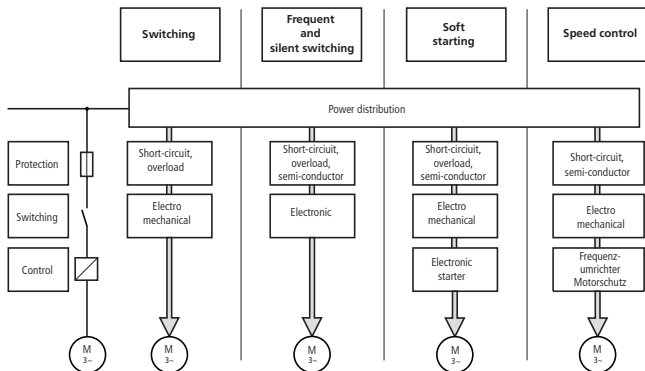 Switching
Frequent
and
silent switching
Soft
starting
Speed control
Power distribution
Protection
Short-circuit,
overload
Short-circiuit,
overload,
semi-conductor
Short-circuit,
overload,
semi-conductor
Short-circuit,
semi-conductor
Switching
Electro
mechanical
Electronic
Electro
mechanical
Electro
mechanical
Control
Electronic
starter
Frequenz-
umrichter
Motorschutz
M
3~
M
3~
M
3~
M
3~
M
3~